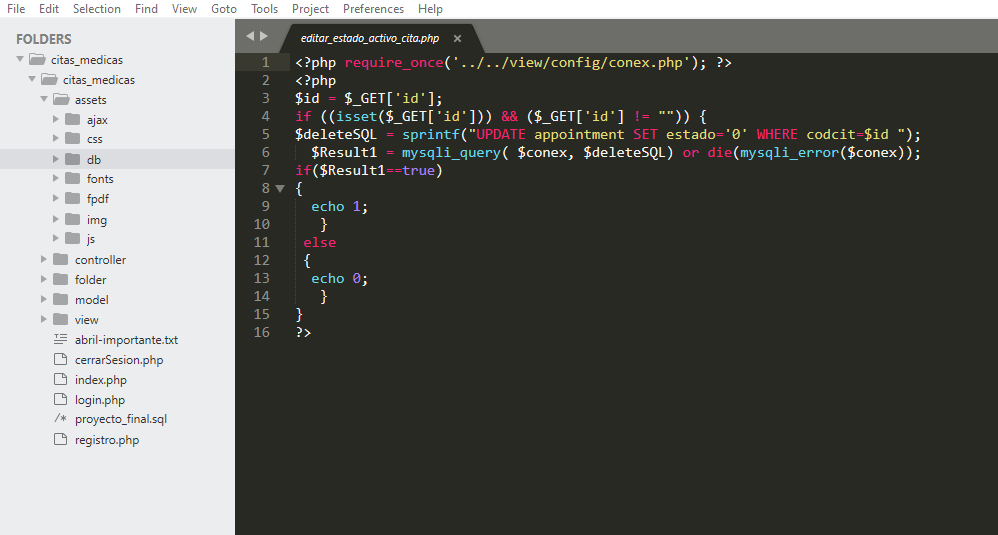 File Edit Selection Find View Goto Tools Project Preferences Help
FOLDERS
citas_medicas
citas_medicas
assets
ajax
css
db
fonts
fpdf
img
js
controller
folder
model
view
abril-importante.txt
cerrarSesion.php
index.php
login.php
/* proyecto_final.sql
registro.php
editar_estado_activo_cita.php ×
1 <?php require_once('../../view/config/conex.php'); ?>
2 <?php
3 $id = $_GET['id'];
4 if ((isset($_GET['id'])) && ($_GET['id'] != "")) {
5 $deleteSQL = sprintf("UPDATE appointment SET estado='0' WHERE codcit=$id ");
6   $Result1 = mysqli_query( $conex, $deleteSQL) or die(mysqli_error($conex));
7 if($Result1==true)
8 {
9   echo 1;
10    }
11  else
12  {
13   echo 0;
14    }
15 }
16 ?>